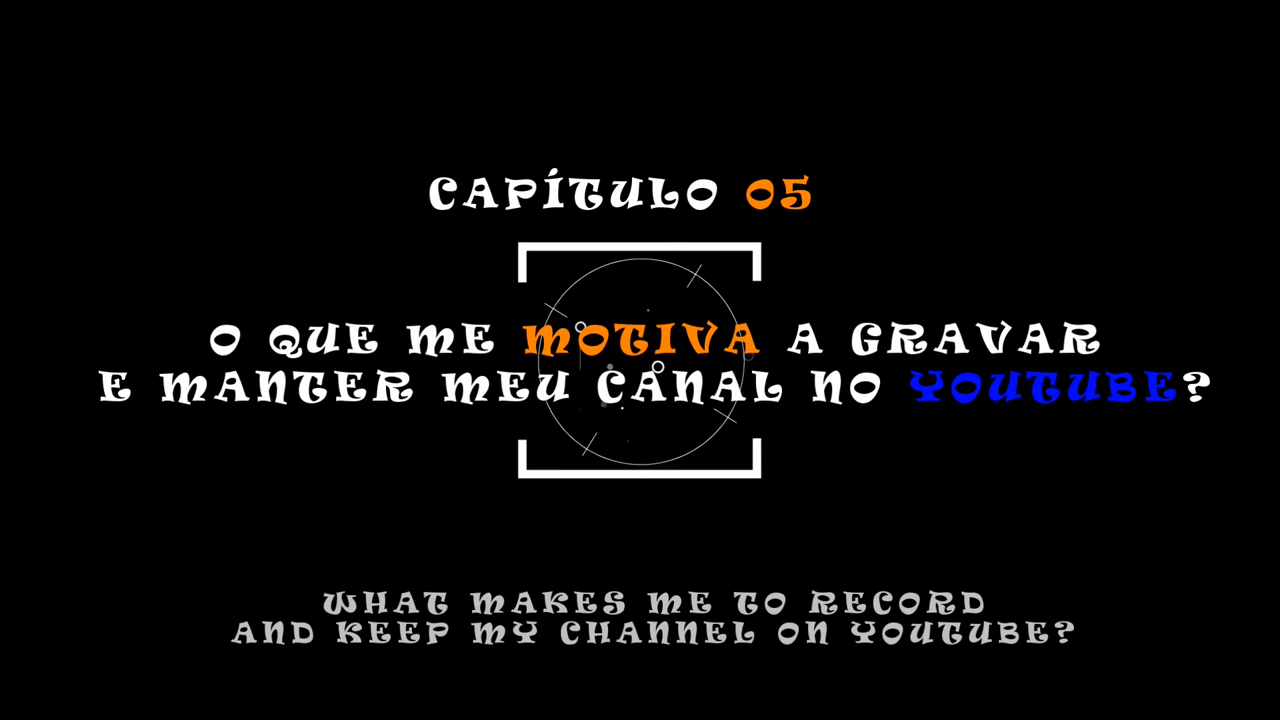 CAPÍTULO 05
O QUE ME MOTIVA A GRAVAR
E MANTER MEU CANAL NO YOUTUBE?
WHAT MAKES ME TO RECORD
AND KEEP MY CHANNEL ON YOUTUBE?